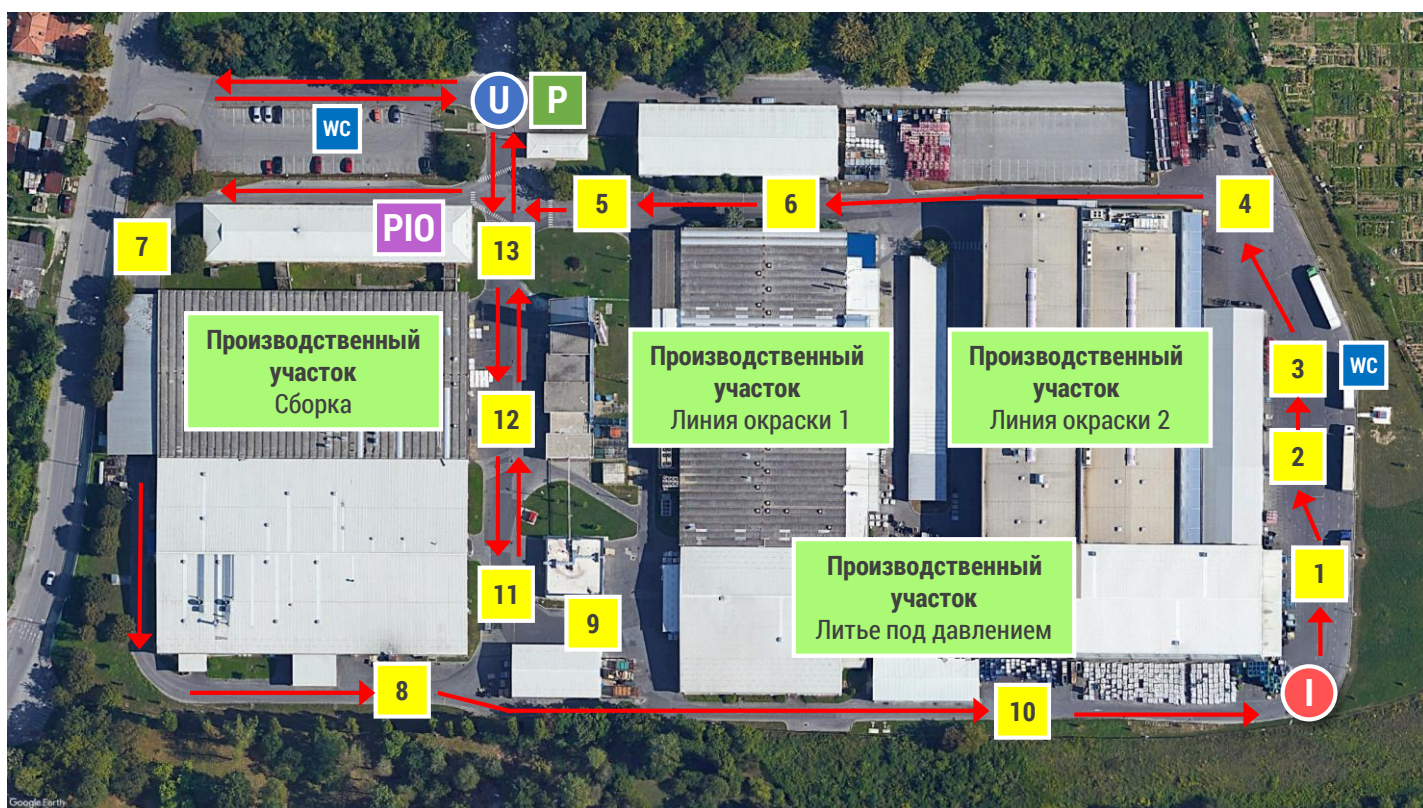 U
P
WC
5
6
4
7
PIO
13
Производственный
участок
Сборка
Производственный
участок
Линия окраски 1
Производственный
участок
Линия окраски 2
3
WC
12
2
Производственный
участок
Литье под давлением
1
11
9
8
10
I
Google Earth